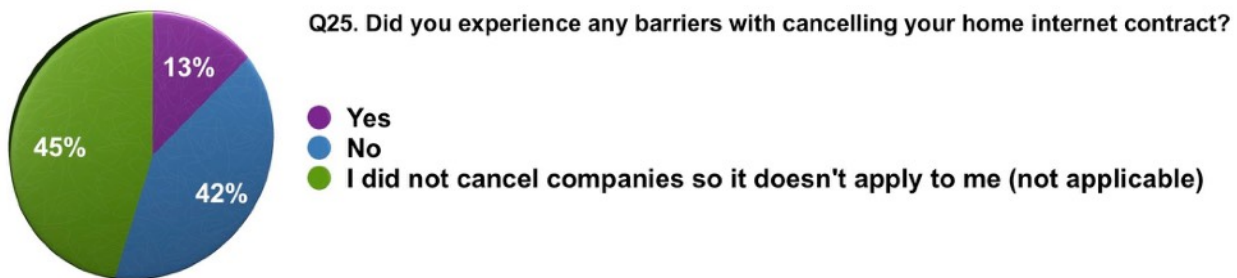 Q25. Did you experience any barriers with cancelling your home internet contract?
13%
45%
42%
Yes
No
I did not cancel companies so it doesn't apply to me (not applicable)